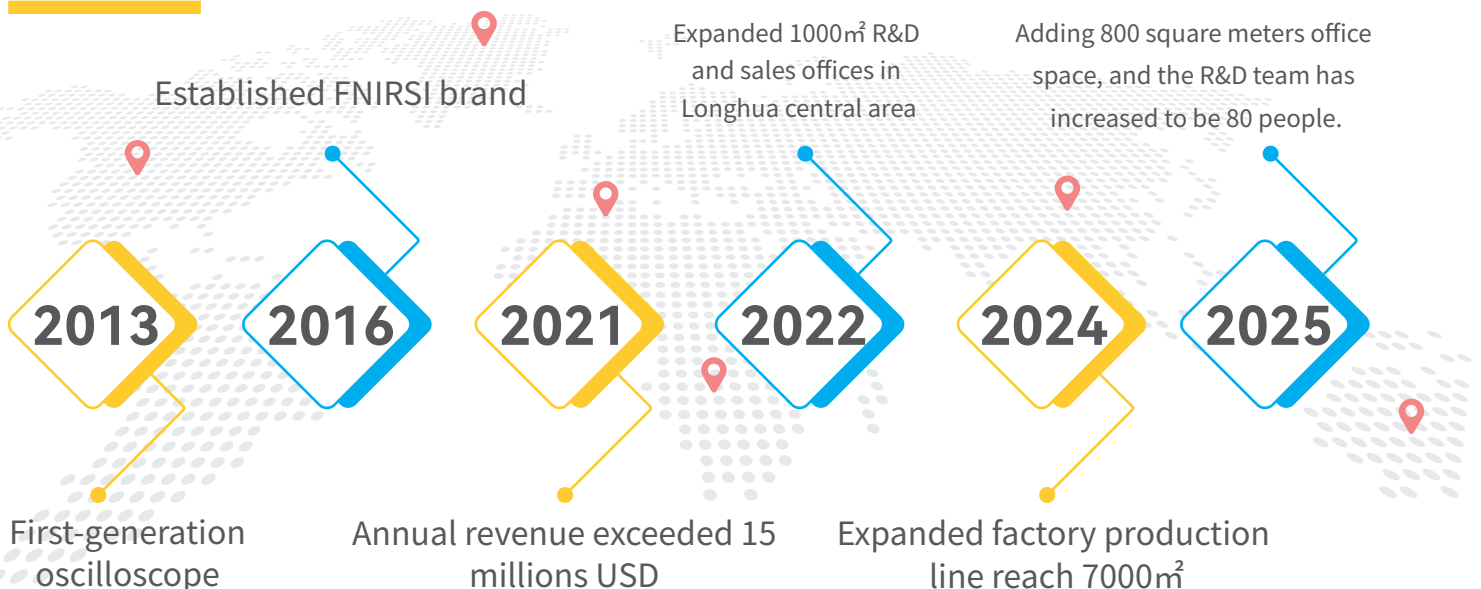 Established FNIRSI brand
Expanded 1000㎡ R&D
and sales offices in
Longhua central area
Adding 800 square meters office
space, and the R&D team has
increased to be 80 people.
2013
2016
2021
2022
2024
2025
First-generation
oscilloscope
Annual revenue exceeded 15
millions USD
Expanded factory production
line reach 7000㎡